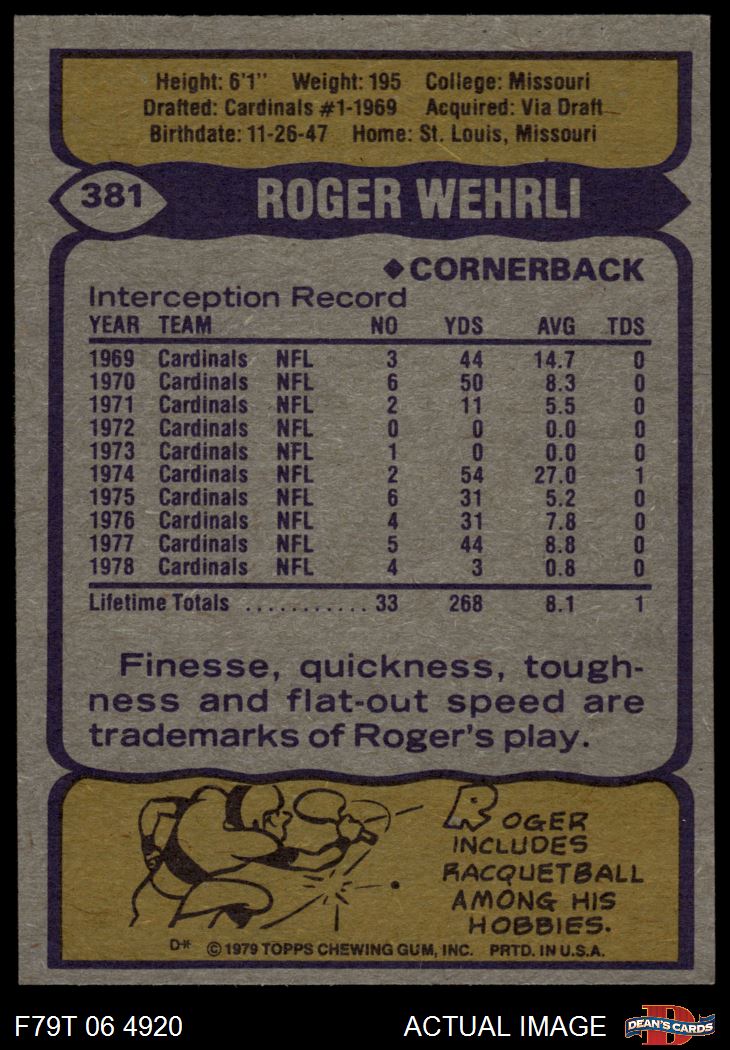 Height: 6'1" Weight: 195 College: Missouri
Drafted: Cardinals #1-1969 Acquired: Via Draft
Birthdate: 11-26-47 Home: St. Louis, Missouri
381 ROGER WEHRLI
◆CORNERBACK
Interception Record
YEAR TEAM NO YDS AVG TDS
1969 Cardinals NFL 3 44 14.7 0
1970 Cardinals NFL 6 50 8.3 0
1971 Cardinals NFL 2 11 5.5 0
1972 Cardinals NFL 0 0 0.0 0
1973 Cardinals NFL 1 0 0.0 0
1974 Cardinals NFL 2 54 27.0 1
1975 Cardinals NFL 6 31 5.2 0
1976 Cardinals NFL 4 31 7.8 0
1977 Cardinals NFL 5 44 8.8 0
1978 Cardinals NFL 4 3 0.8 0
Lifetime Totals ........... 33 268 8.1 1
Finesse, quickness, tough-
ness and flat-out speed are
trademarks of Roger's play.
ROGER
INCLUDES
RACQUETBALL
AMONG HIS
HOBBIES.
D* © 1979 TOPPS CHEWING GUM, INC. PRTD. IN U.S.A.
F79T 06 4920 ACTUAL IMAGE D DEAN'S CARDS